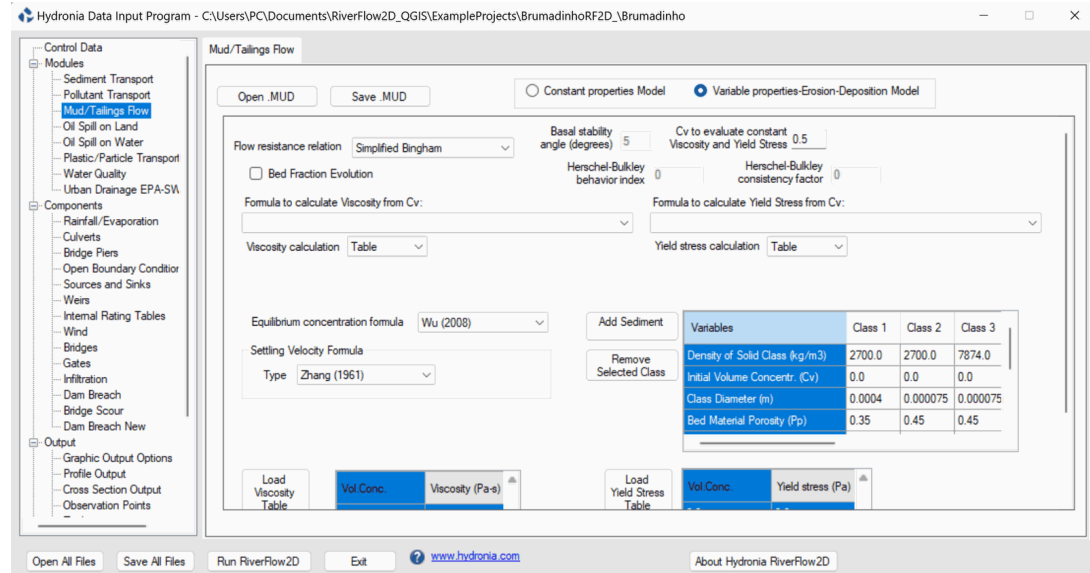 Hydronia Data Input Program - C:\Users\PC\Documents\RiverFlow2D_QGIS\ExampleProjects\BrumadinhoRF2D_\Brumadinho
Control Data
Modules
Sediment Transport
Pollutant Transport
Mud/Tailings Flow
Oil Spill on Land
Oil Spill on Water
Plastic/Particle Transport
Water Quality
Urban Drainage EPA-SW
Components
Rainfall/Evaporation
Culverts
Bridge Piers
Open Boundary Condition
Sources and Sinks
Weirs
Internal Rating Tables
Wind
Bridges
Gates
Infiltration
Dam Breach
Bridge Scour
Dam Breach New
Output
Graphic Output Options
Profile Output
Cross Section Output
Observation Points
Mud/Tailings Flow
Open .MUD Save .MUD Constant properties Model Variable properties-Erosion-Deposition Model
Flow resistance relation Simplified Bingham
Basal stability
angle (degrees) 5
Cv to evaluate constant
Viscosity and Yield Stress 0.5
Bed Fraction Evolution
Herschel-Bulkley
behavior index 0
Herschel-Bulkley
consistency factor 0
Formula to calculate Viscosity from Cv: Formula to calculate Yield Stress from Cv:
Viscosity calculation Table Yield stress calculation Table
Equilibrium concentration formula Wu (2008)
Settling Velocity Formula
Type Zhang (1961)
Add Sediment
Remove
Selected Class
Variables Class 1 Class 2 Class 3
Density of Solid Class (kg/m3) 2700.0 2700.0 7874.0
Initial Volume Concentr. (Cv) 0.0 0.0 0.0
Class Diameter (m) 0.0004 0.000075 0.000075
Bed Material Porosity (Pp) 0.35 0.45 0.45
Load
Viscosity
Table
Vol.Conc. Viscosity (Pa-s)
Load
Yield Stress
Table
Vol.Conc. Yield stress (Pa)
Open All Files Save All Files Run RiverFlow2D Exit ? www.hydronia.com About Hydronia RiverFlow2D